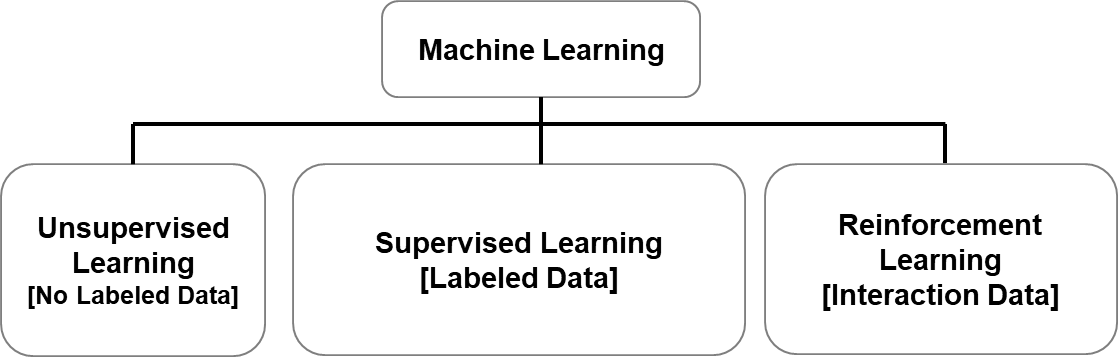 Machine Learning
Unsupervised
Learning
[No Labeled Data]
Supervised Learning
[Labeled Data]
Reinforcement
Learning
[Interaction Data]